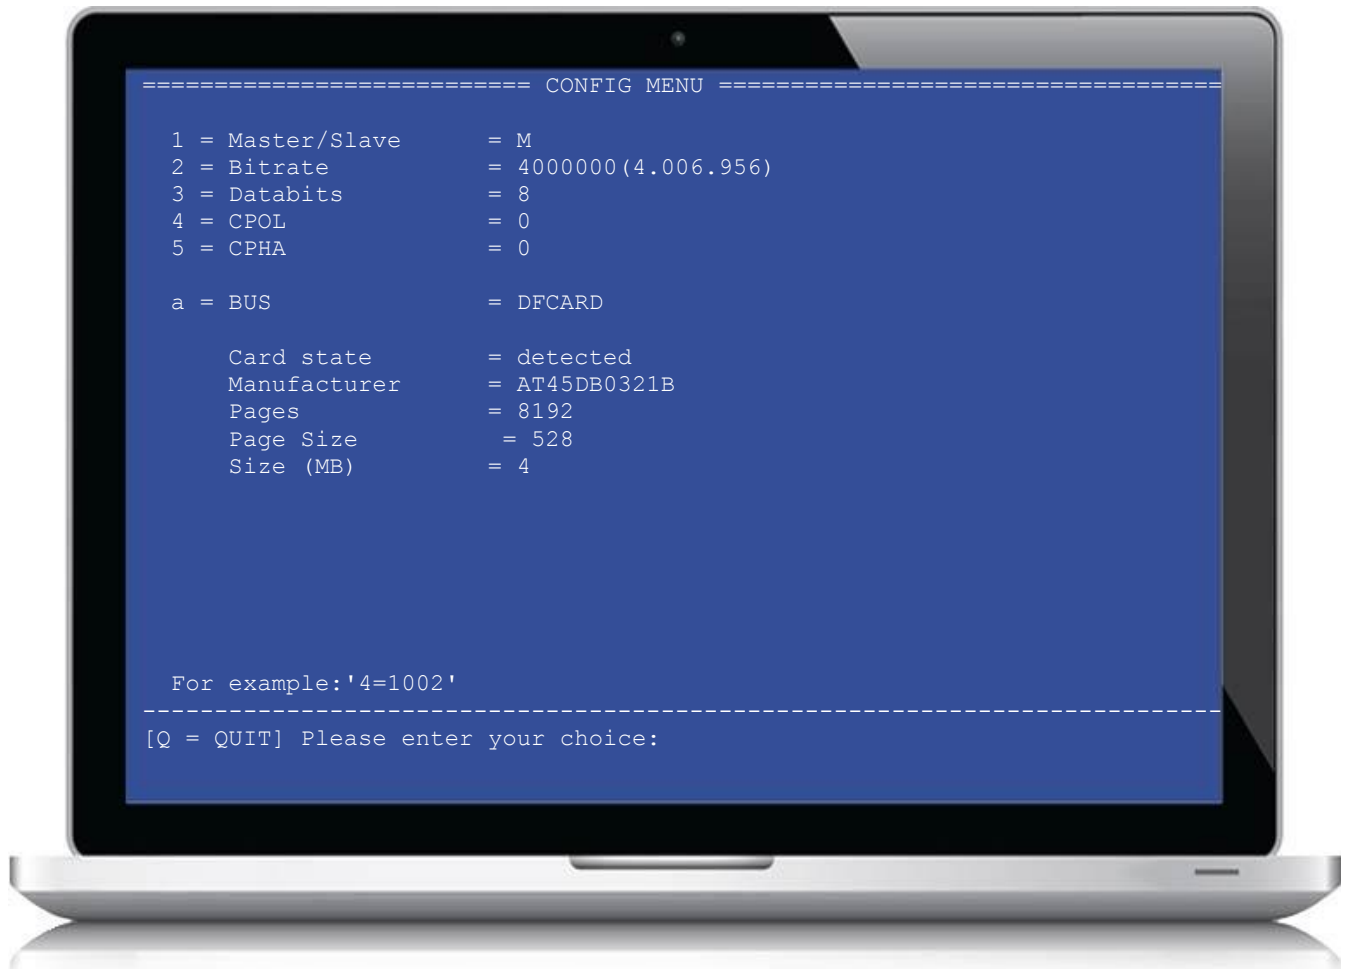 =========================== CONFIG MENU ===================================
1 = Master/Slave = M
2 = Bitrate = 4000000(4.006.956)
3 = Databits = 8
4 = CPOL = 0
5 = CPHA = 0
a = BUS = DFCARD
Card state = detected
Manufacturer = AT45DB0321B
Pages = 8192
Page Size = 528
Size (MB) = 4
For example:'4=1002'
---------------------------------------------------------------------------
[Q = QUIT] Please enter your choice: